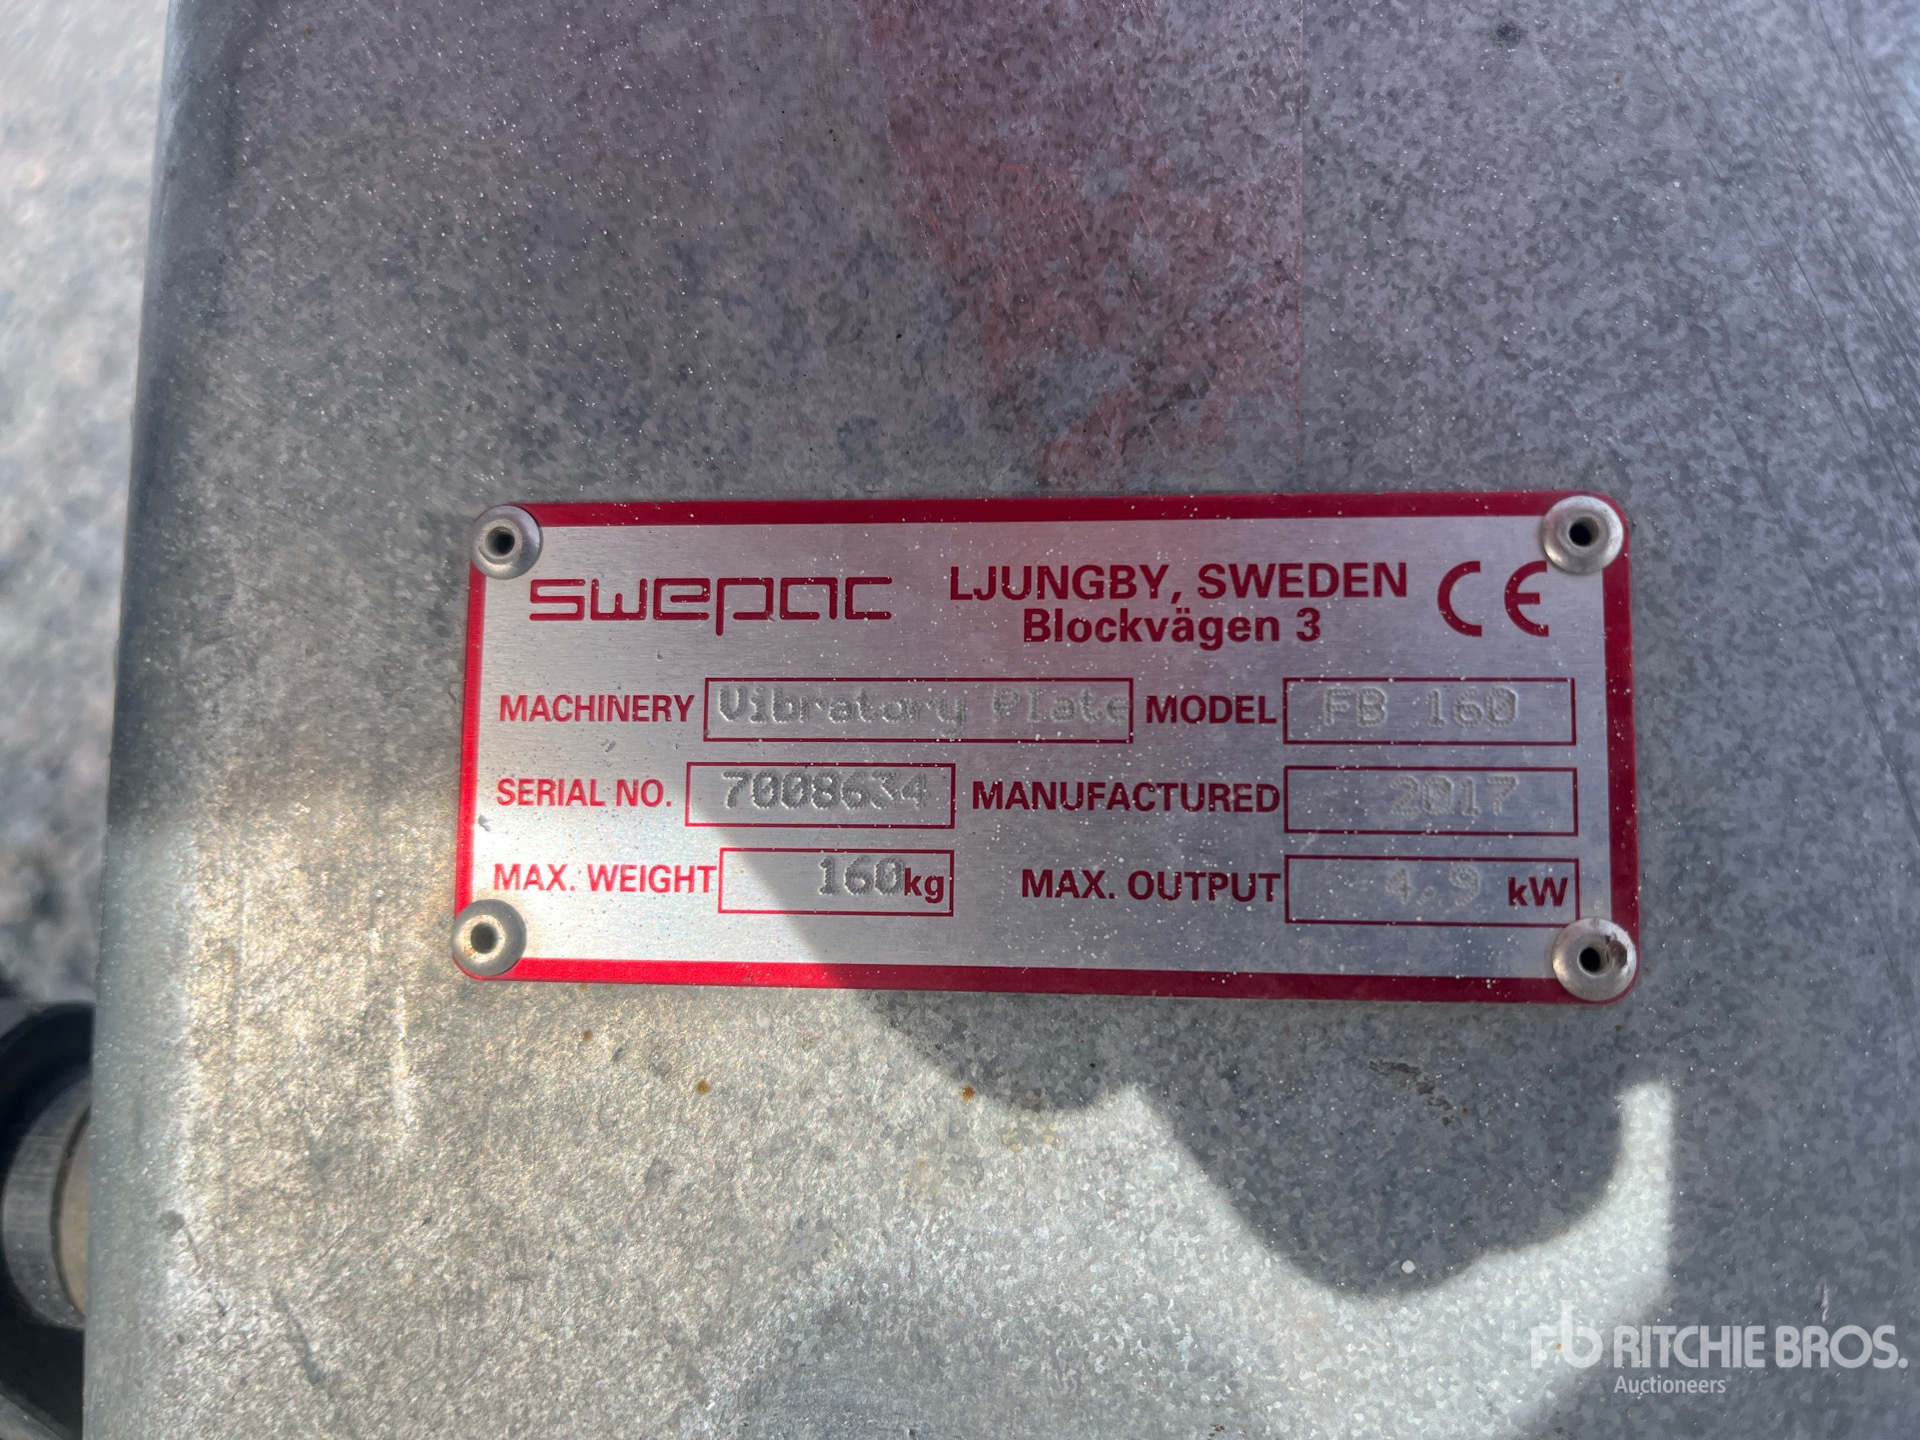 swepac LJUNGBY, SWEDEN CE
Blockvägen 3
MACHINERY Vibratory Plate MODEL FB 160
SERIAL NO. 7008634 MANUFACTURED 2017
MAX. WEIGHT 160kg MAX. OUTPUT 4.9 kW
rb RITCHIE BROS.
Auctioneers